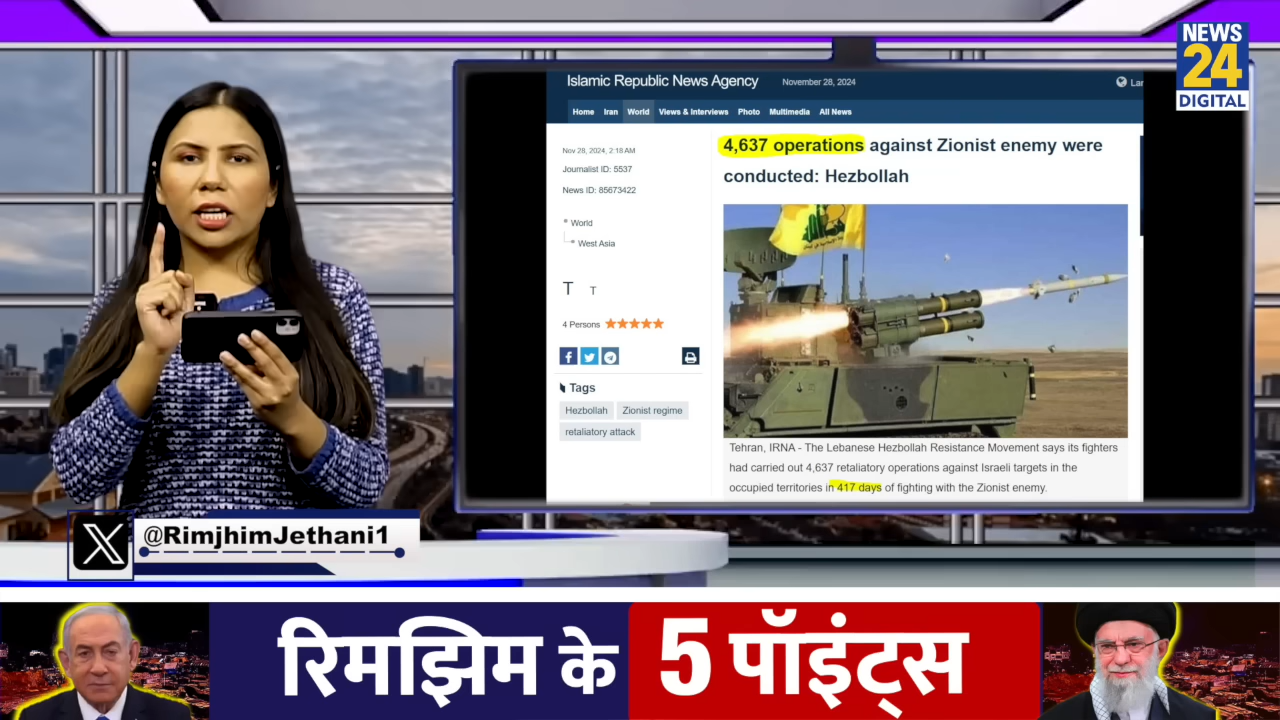 NEWS
24
DIGITAL
Islamic Republic News Agency
November 28, 2024
Lar
Home Iran World Views & Interviews Photo Multimedia All News
Nov 28, 2024, 2:18 AM
Journalist ID: 5537
News ID: 85673422
World
West Asia
T T
4 Persons
Tags
Hezbollah Zionist regime
retaliatory attack
4,637 operations against Zionist enemy were
conducted: Hezbollah
Tehran, IRNA - The Lebanese Hezbollah Resistance Movement says its fighters
had carried out 4,637 retaliatory operations against Israeli targets in the
occupied territories in 417 days of fighting with the Zionist enemy.
@RimjhimJethani1
रिमझिम के 5 पॉइंट्स